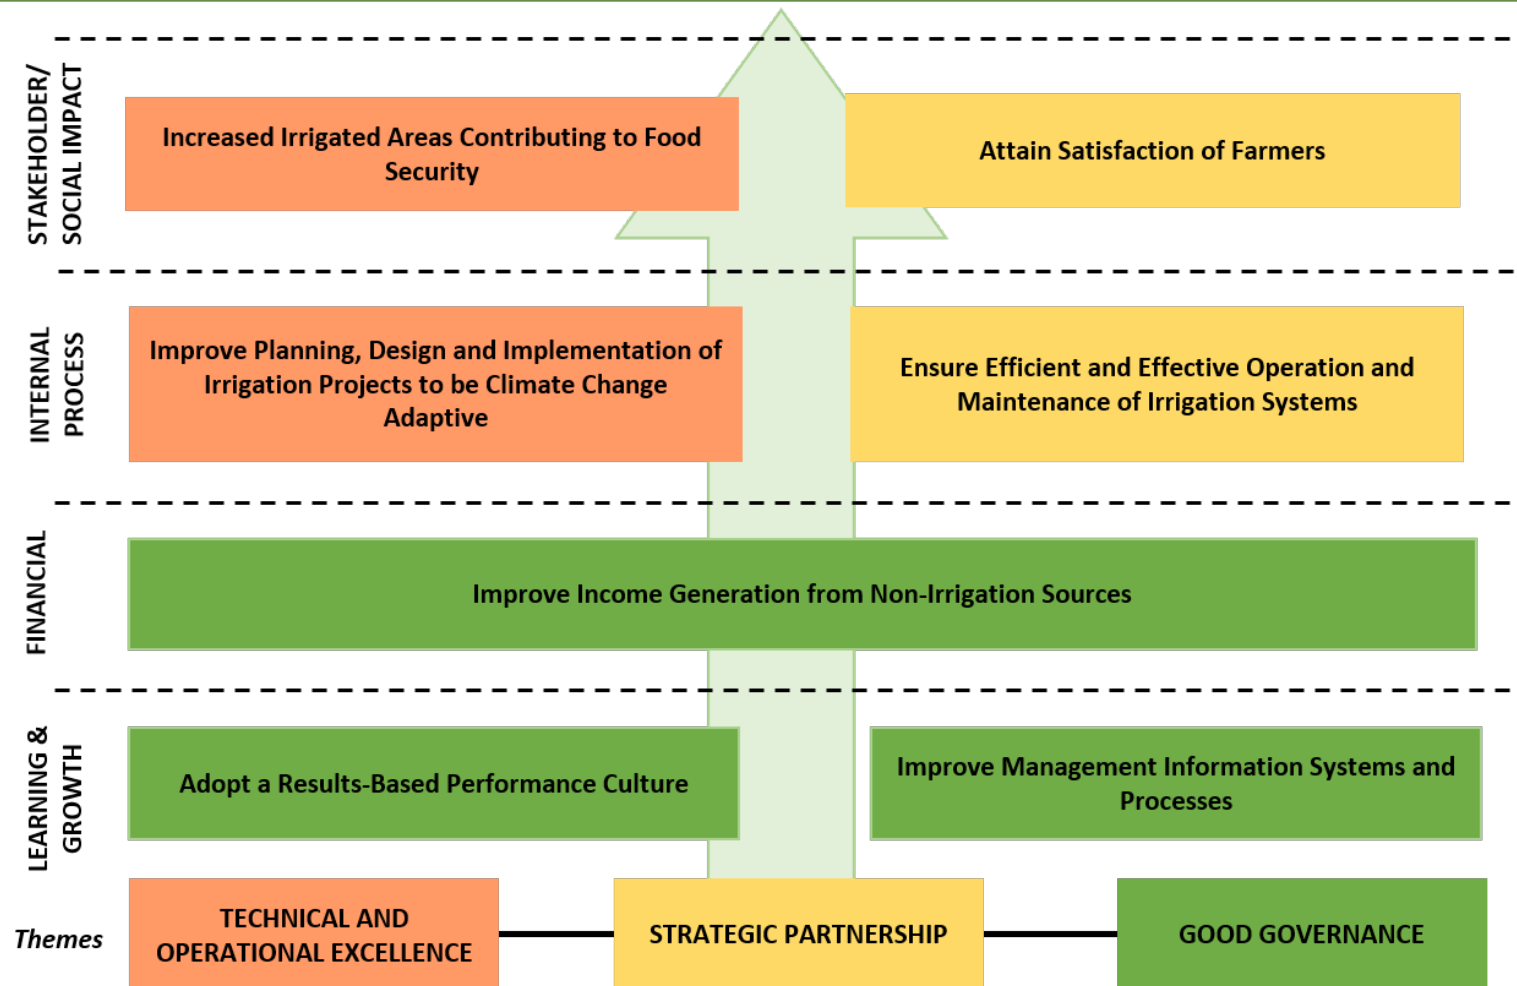 STAKEHOLDER/
SOCIAL IMPACT
Increased Irrigated Areas Contributing to Food
Security
Attain Satisfaction of Farmers
INTERNAL
PROCESS
Improve Planning, Design and Implementation of
Irrigation Projects to be Climate Change
Adaptive
Ensure Efficient and Effective Operation and
Maintenance of Irrigation Systems
FINANCIAL
Improve Income Generation from Non-Irrigation Sources
LEARNING &
GROWTH
Adopt a Results-Based Performance Culture
Improve Management Information Systems and
Processes
Themes
TECHNICAL AND
OPERATIONAL EXCELLENCE
STRATEGIC PARTNERSHIP
GOOD GOVERNANCE